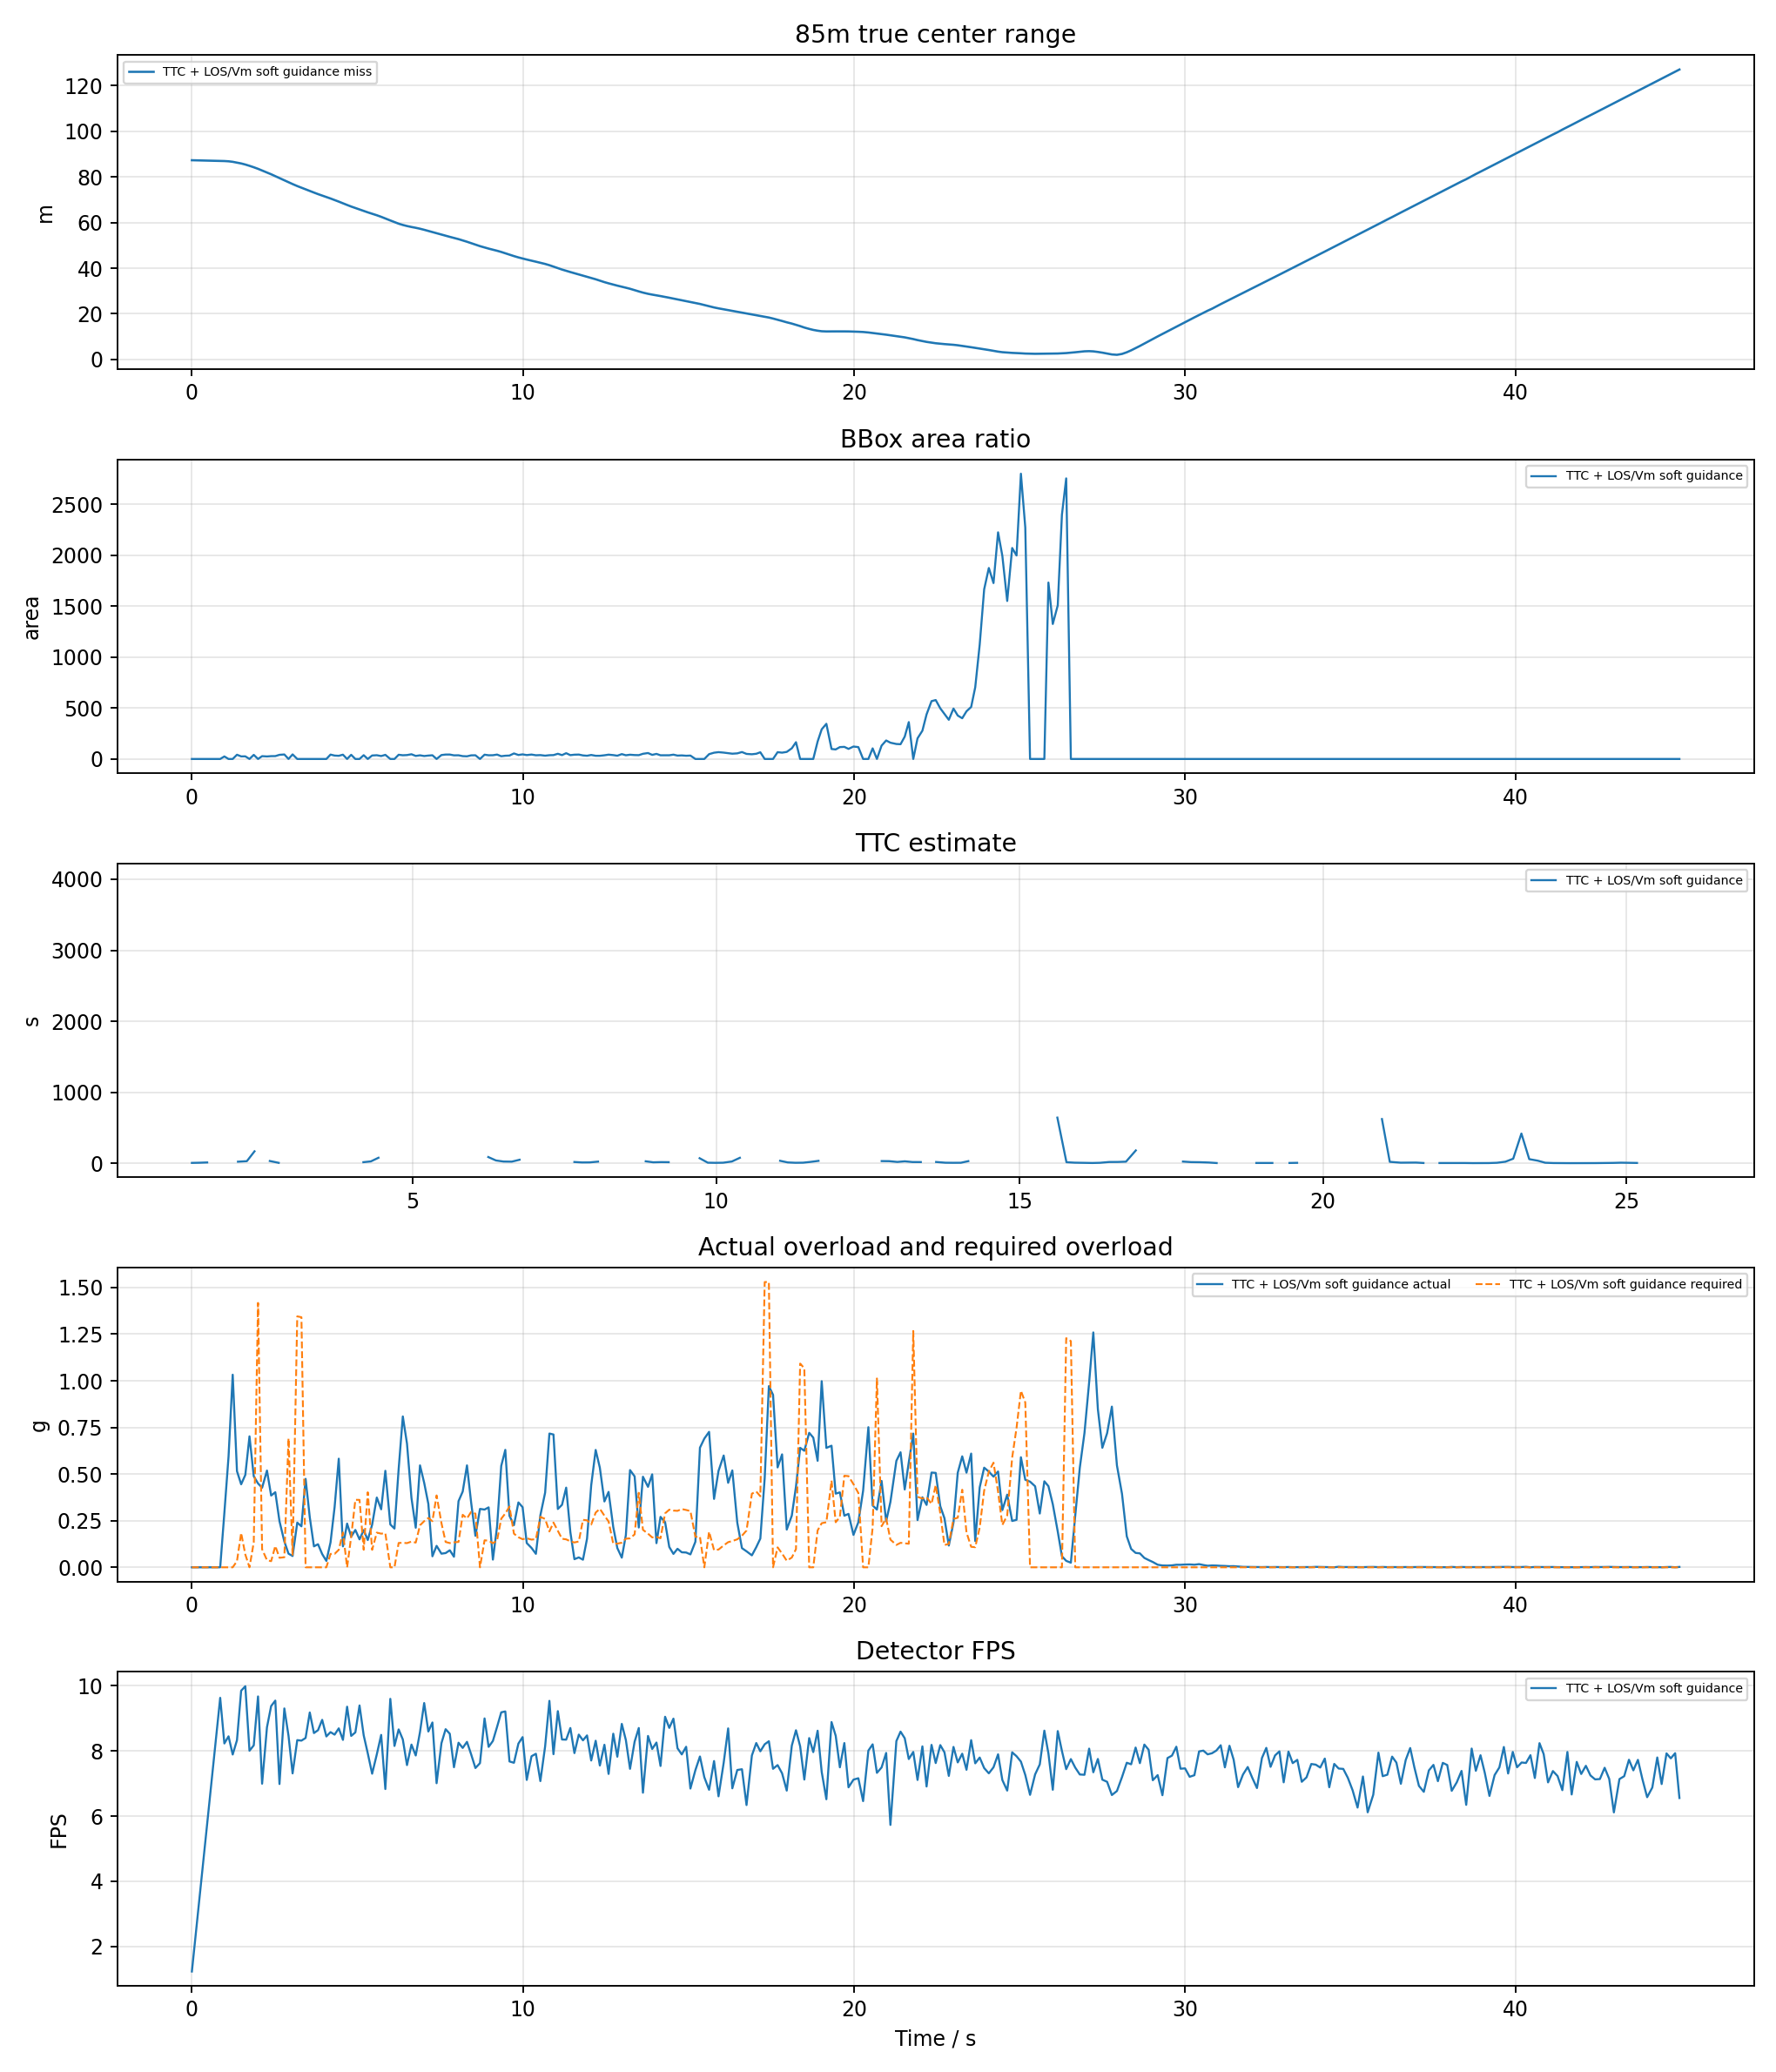 85m true center range
TTC + LOS/Vm soft guidance miss
120
100
80
60
40
20
0
m
0 10 20 30 40
BBox area ratio
TTC + LOS/Vm soft guidance
2500
2000
1500
1000
500
0
area
0 10 20 30 40
TTC estimate
TTC + LOS/Vm soft guidance
4000
3000
2000
1000
0
s
5 10 15 20 25
Actual overload and required overload
TTC + LOS/Vm soft guidance actual TTC + LOS/Vm soft guidance required
1.50
1.25
1.00
0.75
0.50
0.25
0.00
g
0 10 20 30 40
Detector FPS
TTC + LOS/Vm soft guidance
10
8
6
4
2
FPS
0 10 20 30 40
Time / s